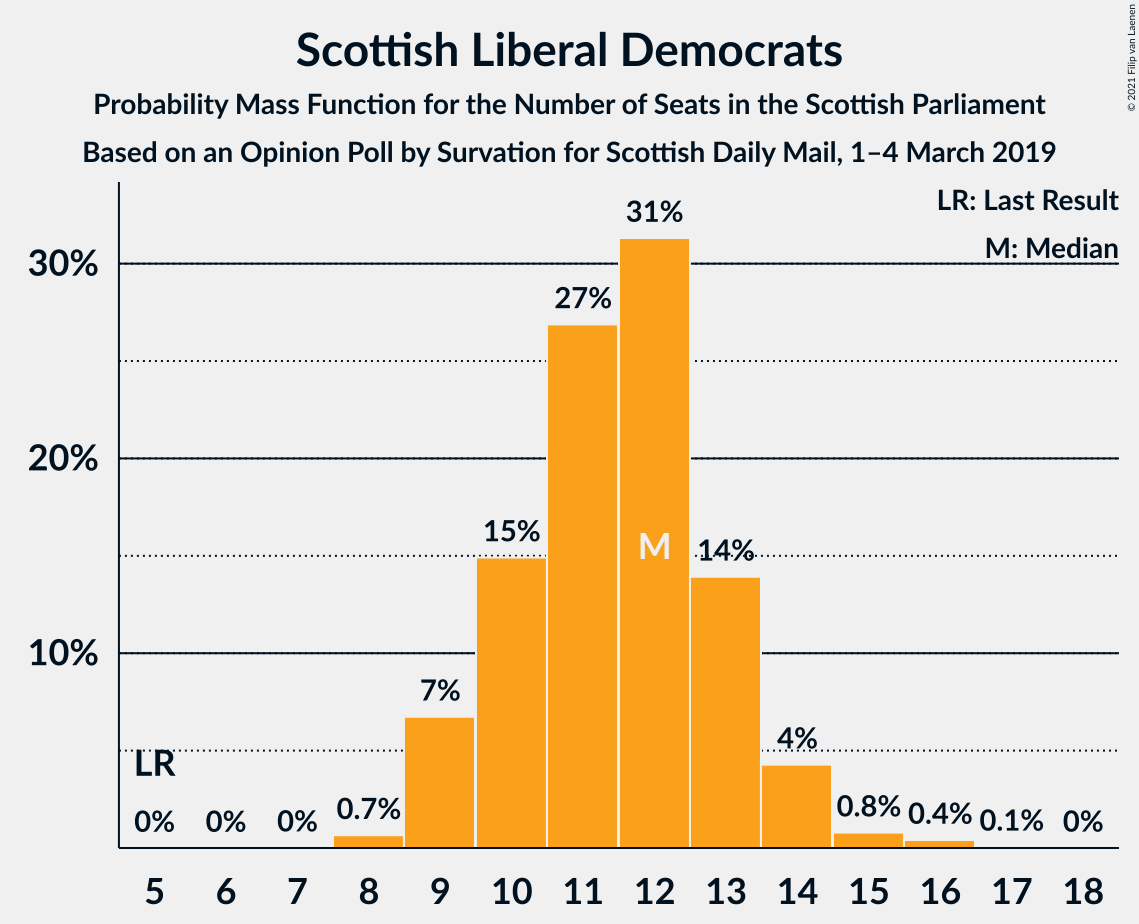 Scottish Liberal Democrats
Probability Mass Function for the Number of Seats in the Scottish Parliament
Based on an Opinion Poll by Survation for Scottish Daily Mail, 1–4 March 2019
© 2021 Filip van Laenen
LR: Last Result
M: Median
30%
20%
10%
LR
0%
0%
0%
0.7%
7%
15%
27%
31%
M
14%
4%
0.8%
0.4%
0.1%
0%
5 6 7 8 9 10 11 12 13 14 15 16 17 18